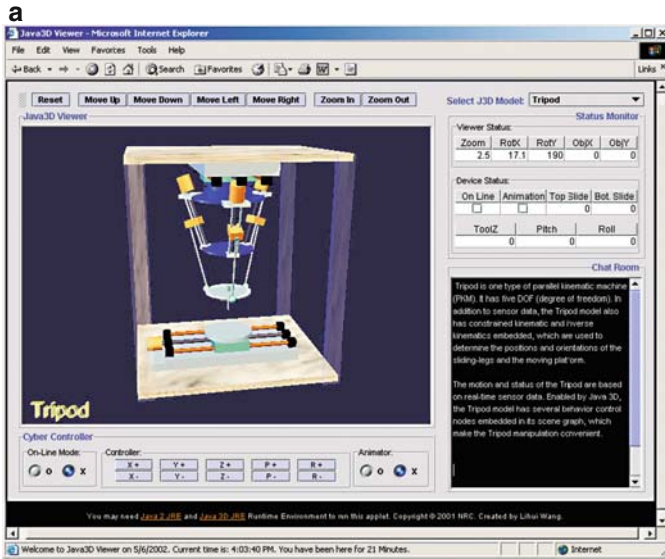 a
Java3D Viewer - Microsoft Internet Explorer
File Edit View Favorites Tools Help
Back Search Favorites Links
Reset Move Up Move Down Move Left Move Right Zoom In Zoom Out Select J3D Model: Tripod
Java3D Viewer
Status Monitor
Viewer Status:
Zoom RotX RotY ObjX ObjY
2.5 17.1 190 0 0
Device Status:
On Line Animation Top Slide Bot. Slide
0 0
ToolZ Pitch Roll
0 0 0
Chat Room
Tripod is one type of parallel kinematic machine
(PKM). It has five DOF (degree of freedom). In
addition to sensor data, the Tripod model also
has constrained kinematic and inverse
kinematics embedded, which are used to
determine the positions and orientations of the
sliding-legs and the moving platform.
The motion and status of the Tripod are based
on real-time sensor data. Enabled by Java 3D,
the Tripod model has several behavior control
nodes embedded in its scene graph, which
make the Tripod manipulation convenient.
Tripod
Cyber Controller
On-Line Mode: Controller: Animator:
O X X+ Y+ Z+ P+ R+ O X
X- Y- Z- P- R-
You may need Java 2 JRE and Java 3D JRE Runtime Environment to run this applet. Copyright © 2001 NRC. Created by Lihui Wang.
Welcome to Java3D Viewer on 5/6/2002. Current time is: 4:03:40 PM. You have been here for 21 Minutes. Internet